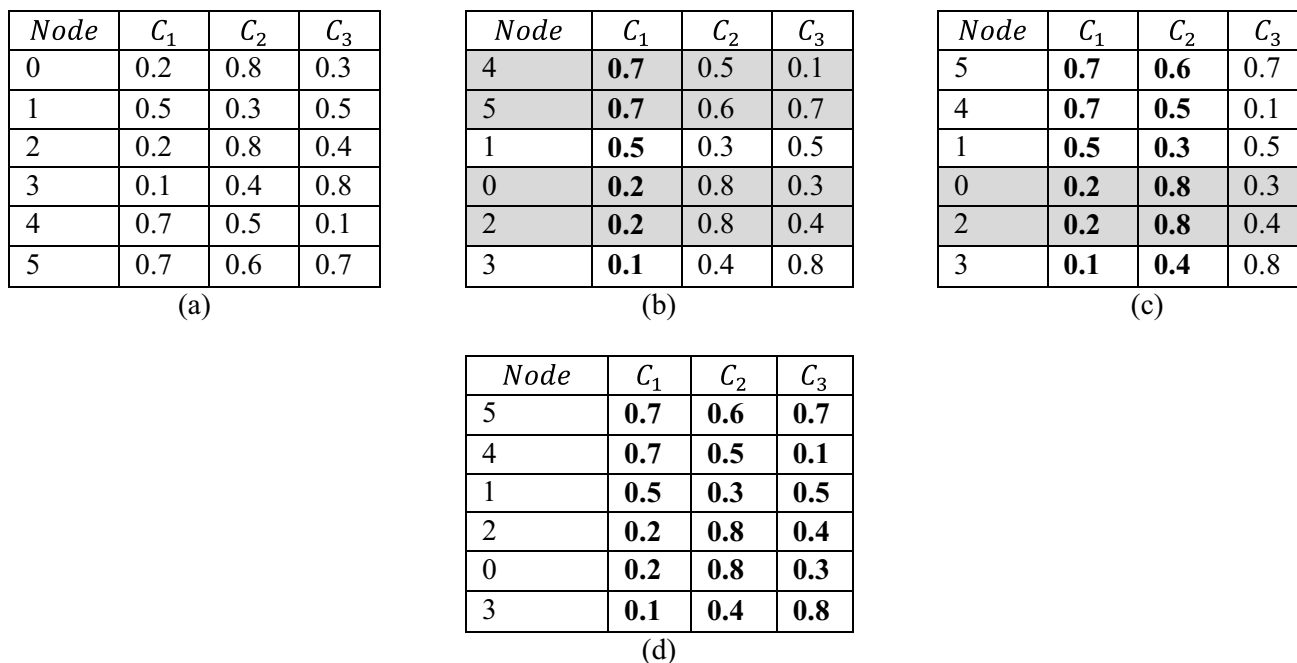 Node C₁ C₂ C₃
0 0.2 0.8 0.3
1 0.5 0.3 0.5
2 0.2 0.8 0.4
3 0.1 0.4 0.8
4 0.7 0.5 0.1
5 0.7 0.6 0.7
(a)
Node C₁ C₂ C₃
4 0.7 0.5 0.1
5 0.7 0.6 0.7
1 0.5 0.3 0.5
0 0.2 0.8 0.3
2 0.2 0.8 0.4
3 0.1 0.4 0.8
(b)
Node C₁ C₂ C₃
5 0.7 0.6 0.7
4 0.7 0.5 0.1
1 0.5 0.3 0.5
0 0.2 0.8 0.3
2 0.2 0.8 0.4
3 0.1 0.4 0.8
(c)
Node C₁ C₂ C₃
5 0.7 0.6 0.7
4 0.7 0.5 0.1
1 0.5 0.3 0.5
2 0.2 0.8 0.4
0 0.2 0.8 0.3
3 0.1 0.4 0.8
(d)